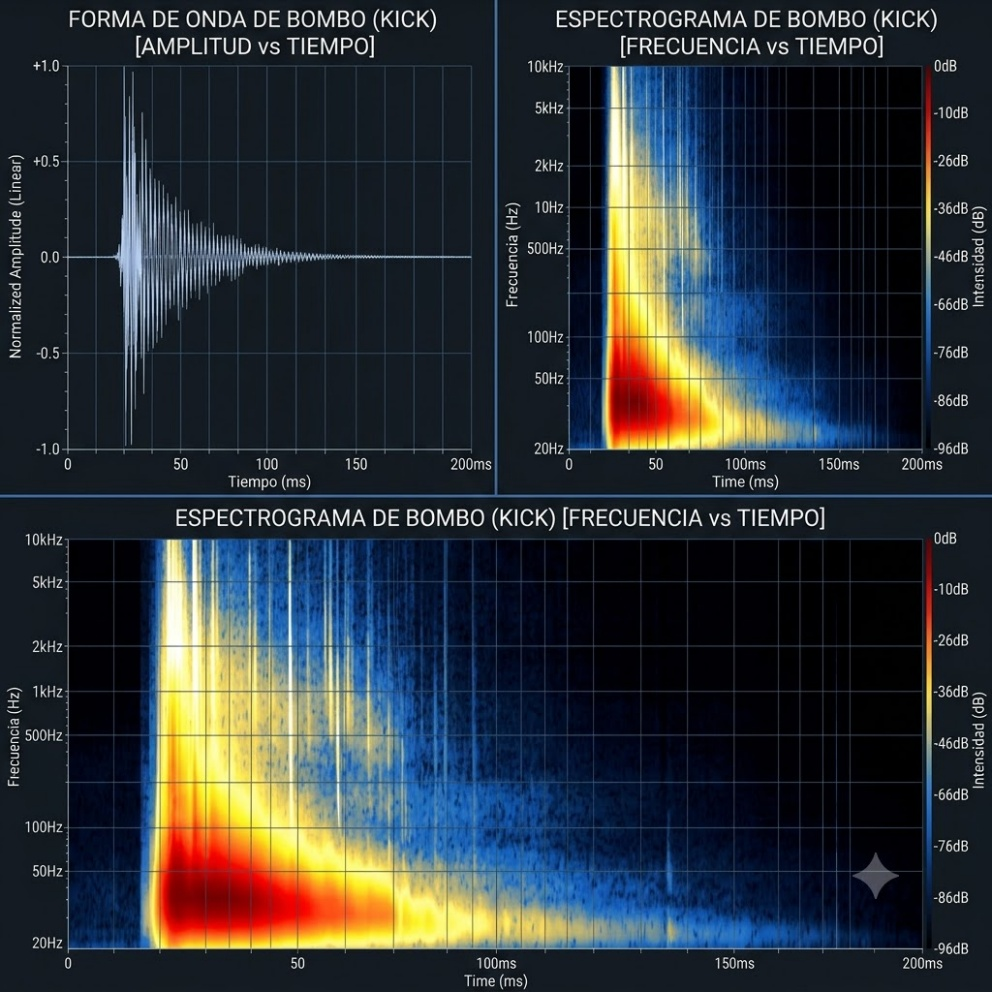 FORMA DE ONDA DE BOMBO (KICK)
[AMPLITUD vs TIEMPO]
Normalized Amplitude (Linear)
+1.0
+0.5
0.0
-0.5
-1.0
0 50 100 150 200ms
Tiempo (ms)
ESPECTROGRAMA DE BOMBO (KICK)
[FRECUENCIA vs TIEMPO]
Frecuencia (Hz)
10kHz
5kHz
2kHz
10Hz
500Hz
100Hz
50Hz
20Hz
0 50 100ms 150ms 200ms
Time (ms)
0dB
-10dB
-26dB
-36dB
-46dB
-66dB
-76dB
-86dB
-96dB
Intensidad (dB)
ESPECTROGRAMA DE BOMBO (KICK) [FRECUENCIA vs TIEMPO]
Frecuencia (Hz)
10kHz
5kHz
2kHz
1kHz
500Hz
100Hz
50Hz
20Hz
0 50 100ms 150ms 200ms
Time (ms)
0dB
-10dB
-26dB
-36dB
-46dB
-66dB
-76dB
-86dB
-96dB
Intensidad (dB)